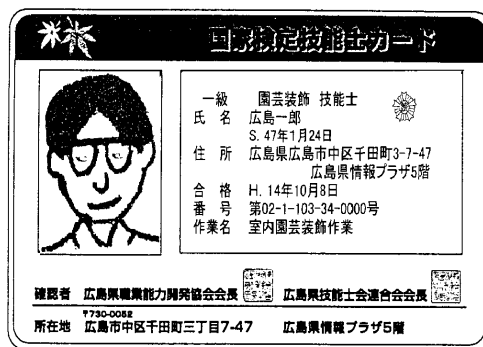 国家検定技能士カード
一級 園芸装飾 技能士
氏 名 広島一郎
S. 47年1月24日
住 所 広島県広島市中区千田町3-7-47
広島県情報プラザ5階
合 格 H. 14年10月8日
番 号 第02-1-103-34-0000号
作業名 室内園芸装飾作業
確認者 広島県職業能力開発協会会長 広島県技能士会連合会会長
〒730-0052
所在地 広島市中区千田町三丁目7-47 広島県情報プラザ5階